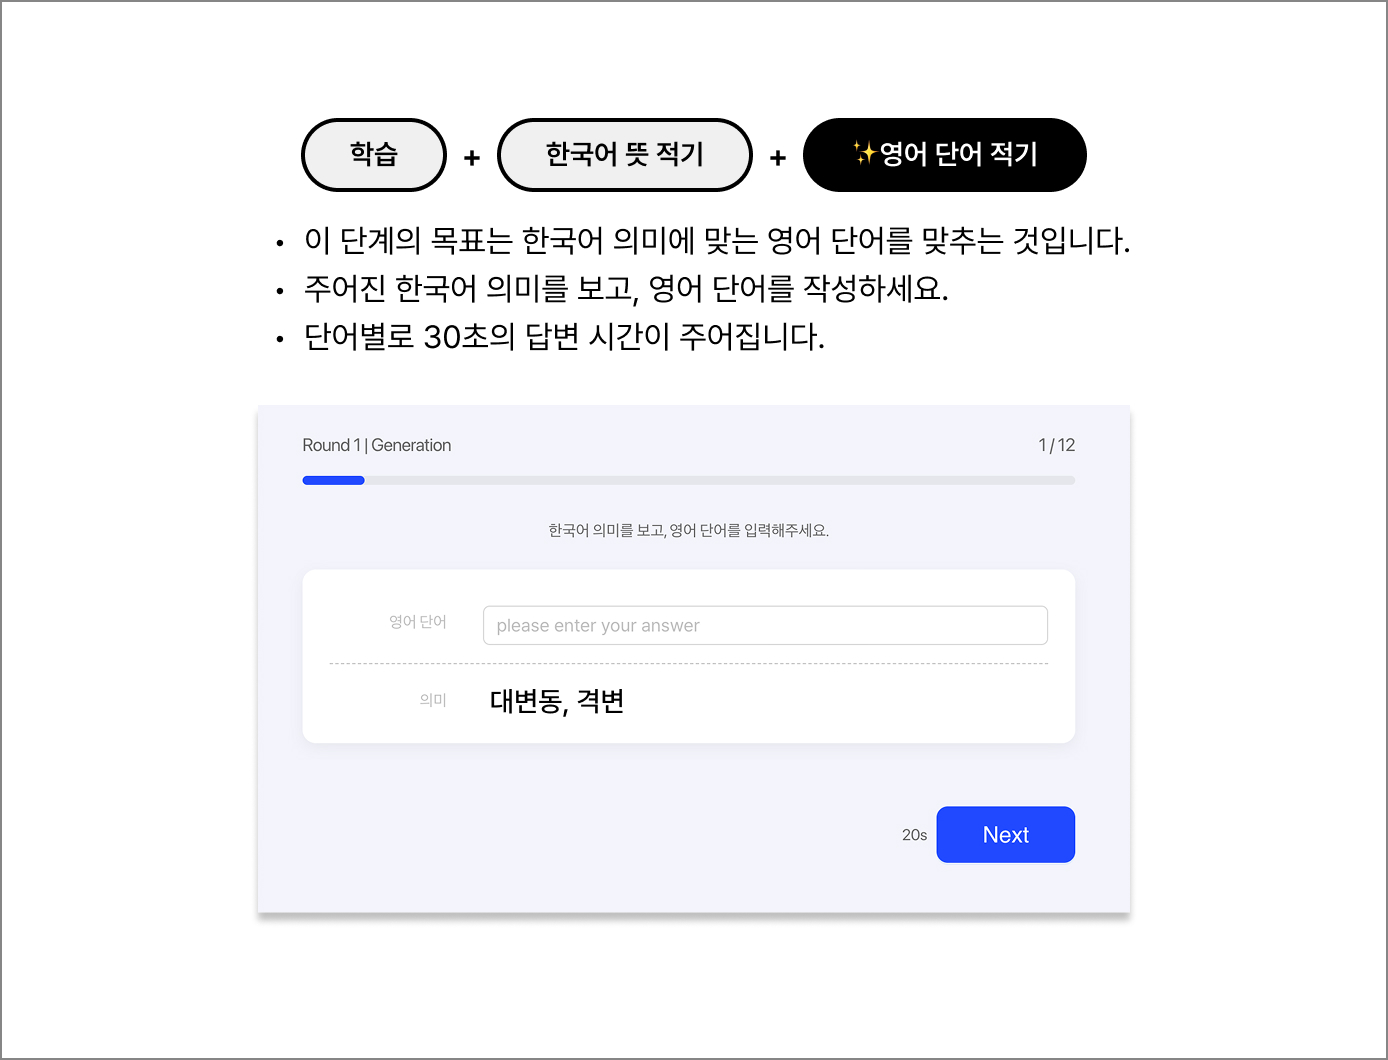 학습 + 한국어 뜻 적기 + ✨영어 단어 적기
• 이 단계의 목표는 한국어 의미에 맞는 영어 단어를 맞추는 것입니다.
• 주어진 한국어 의미를 보고, 영어 단어를 작성하세요.
• 단어별로 30초의 답변 시간이 주어집니다.
Round 1 | Generation 1 / 12
한국어 의미를 보고, 영어 단어를 입력해주세요.
영어 단어 please enter your answer
의미 대변동, 격변
20s Next